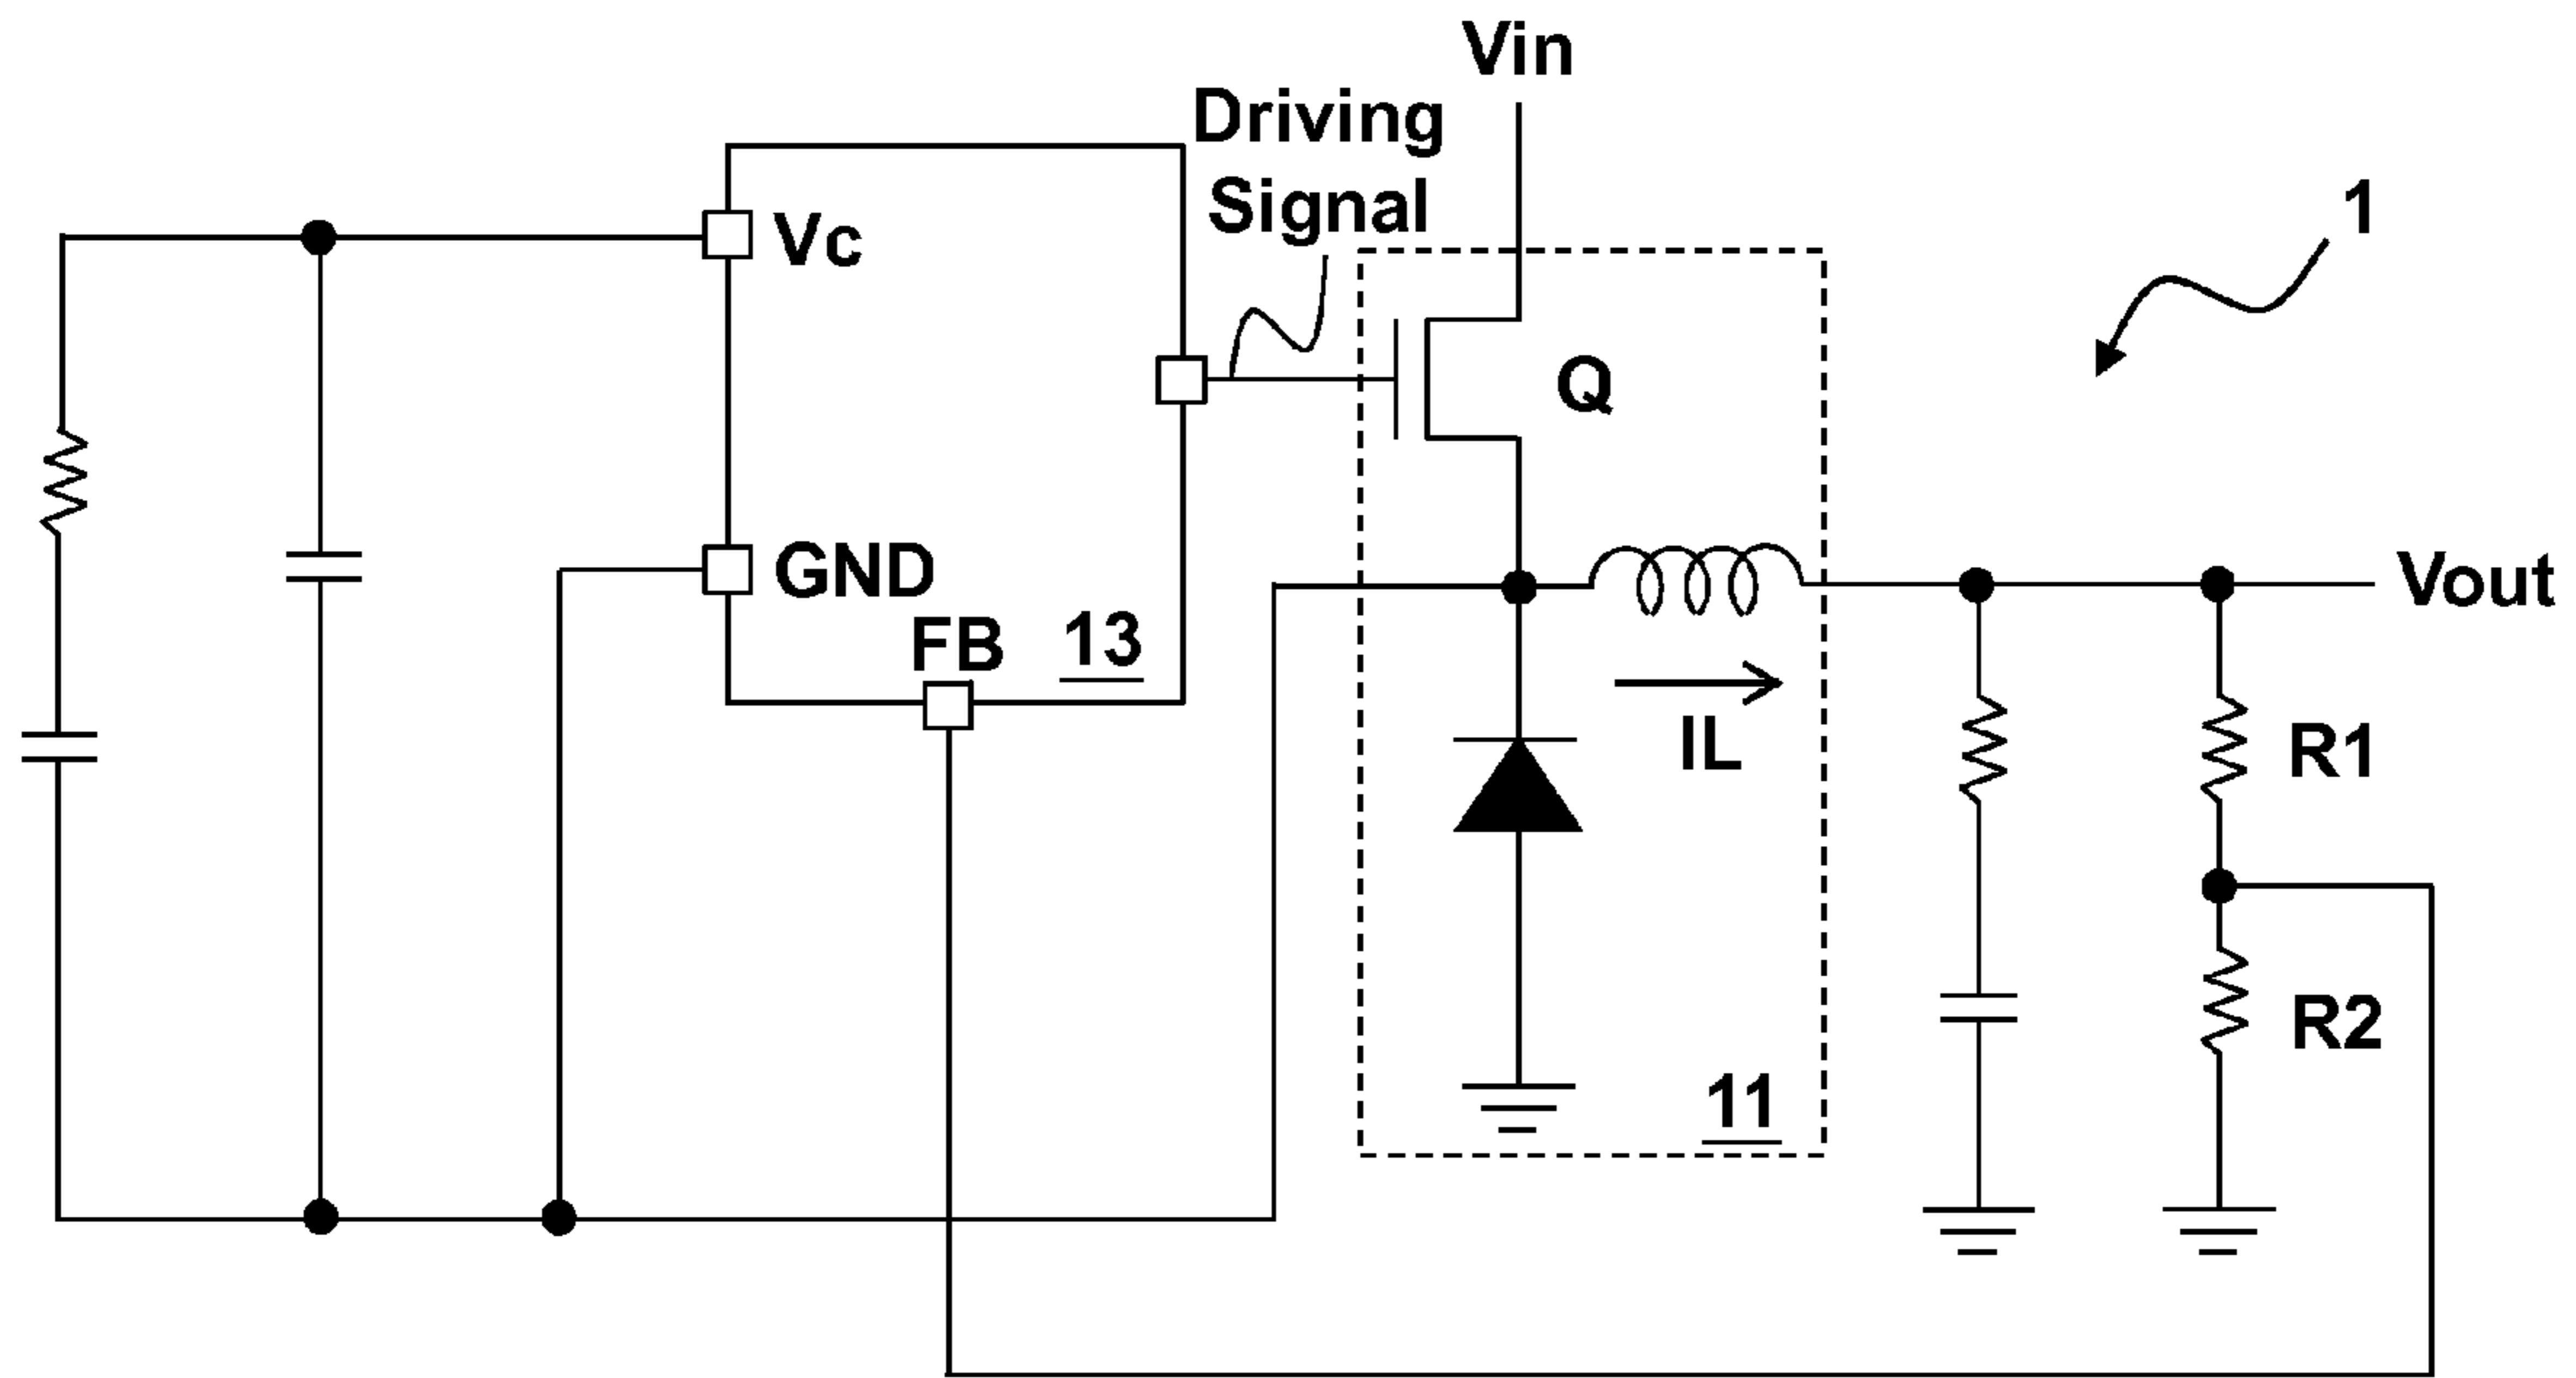 Vin
Driving
Signal
1
Vc
Q
GND
Vout
FB
13
IL
R1
R2
11